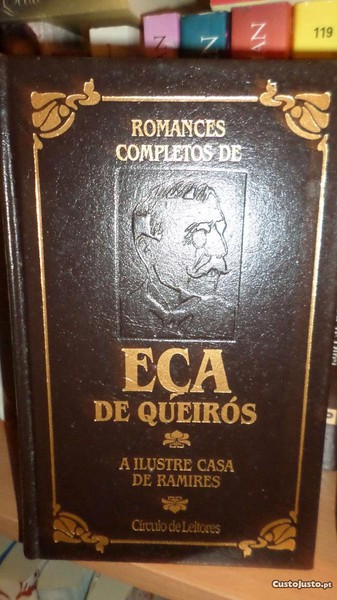 119
ROMANCES
COMPLETOS DE
EÇA
DE QUEIRÓS
A ILUSTRE CASA
DE RAMIRES
Círculo de Leitores
Custojusto.pt